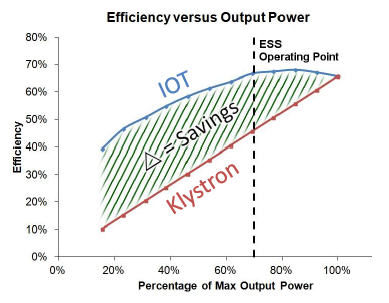 Efficiency versus Output Power
80%
70%
60%
50%
40%
30%
20%
10%
0%
Efficiency
ESS
Operating Point
IOT
△ = Savings
Klystron
0%
20%
40%
60%
80%
100%
Percentage of Max Output Power